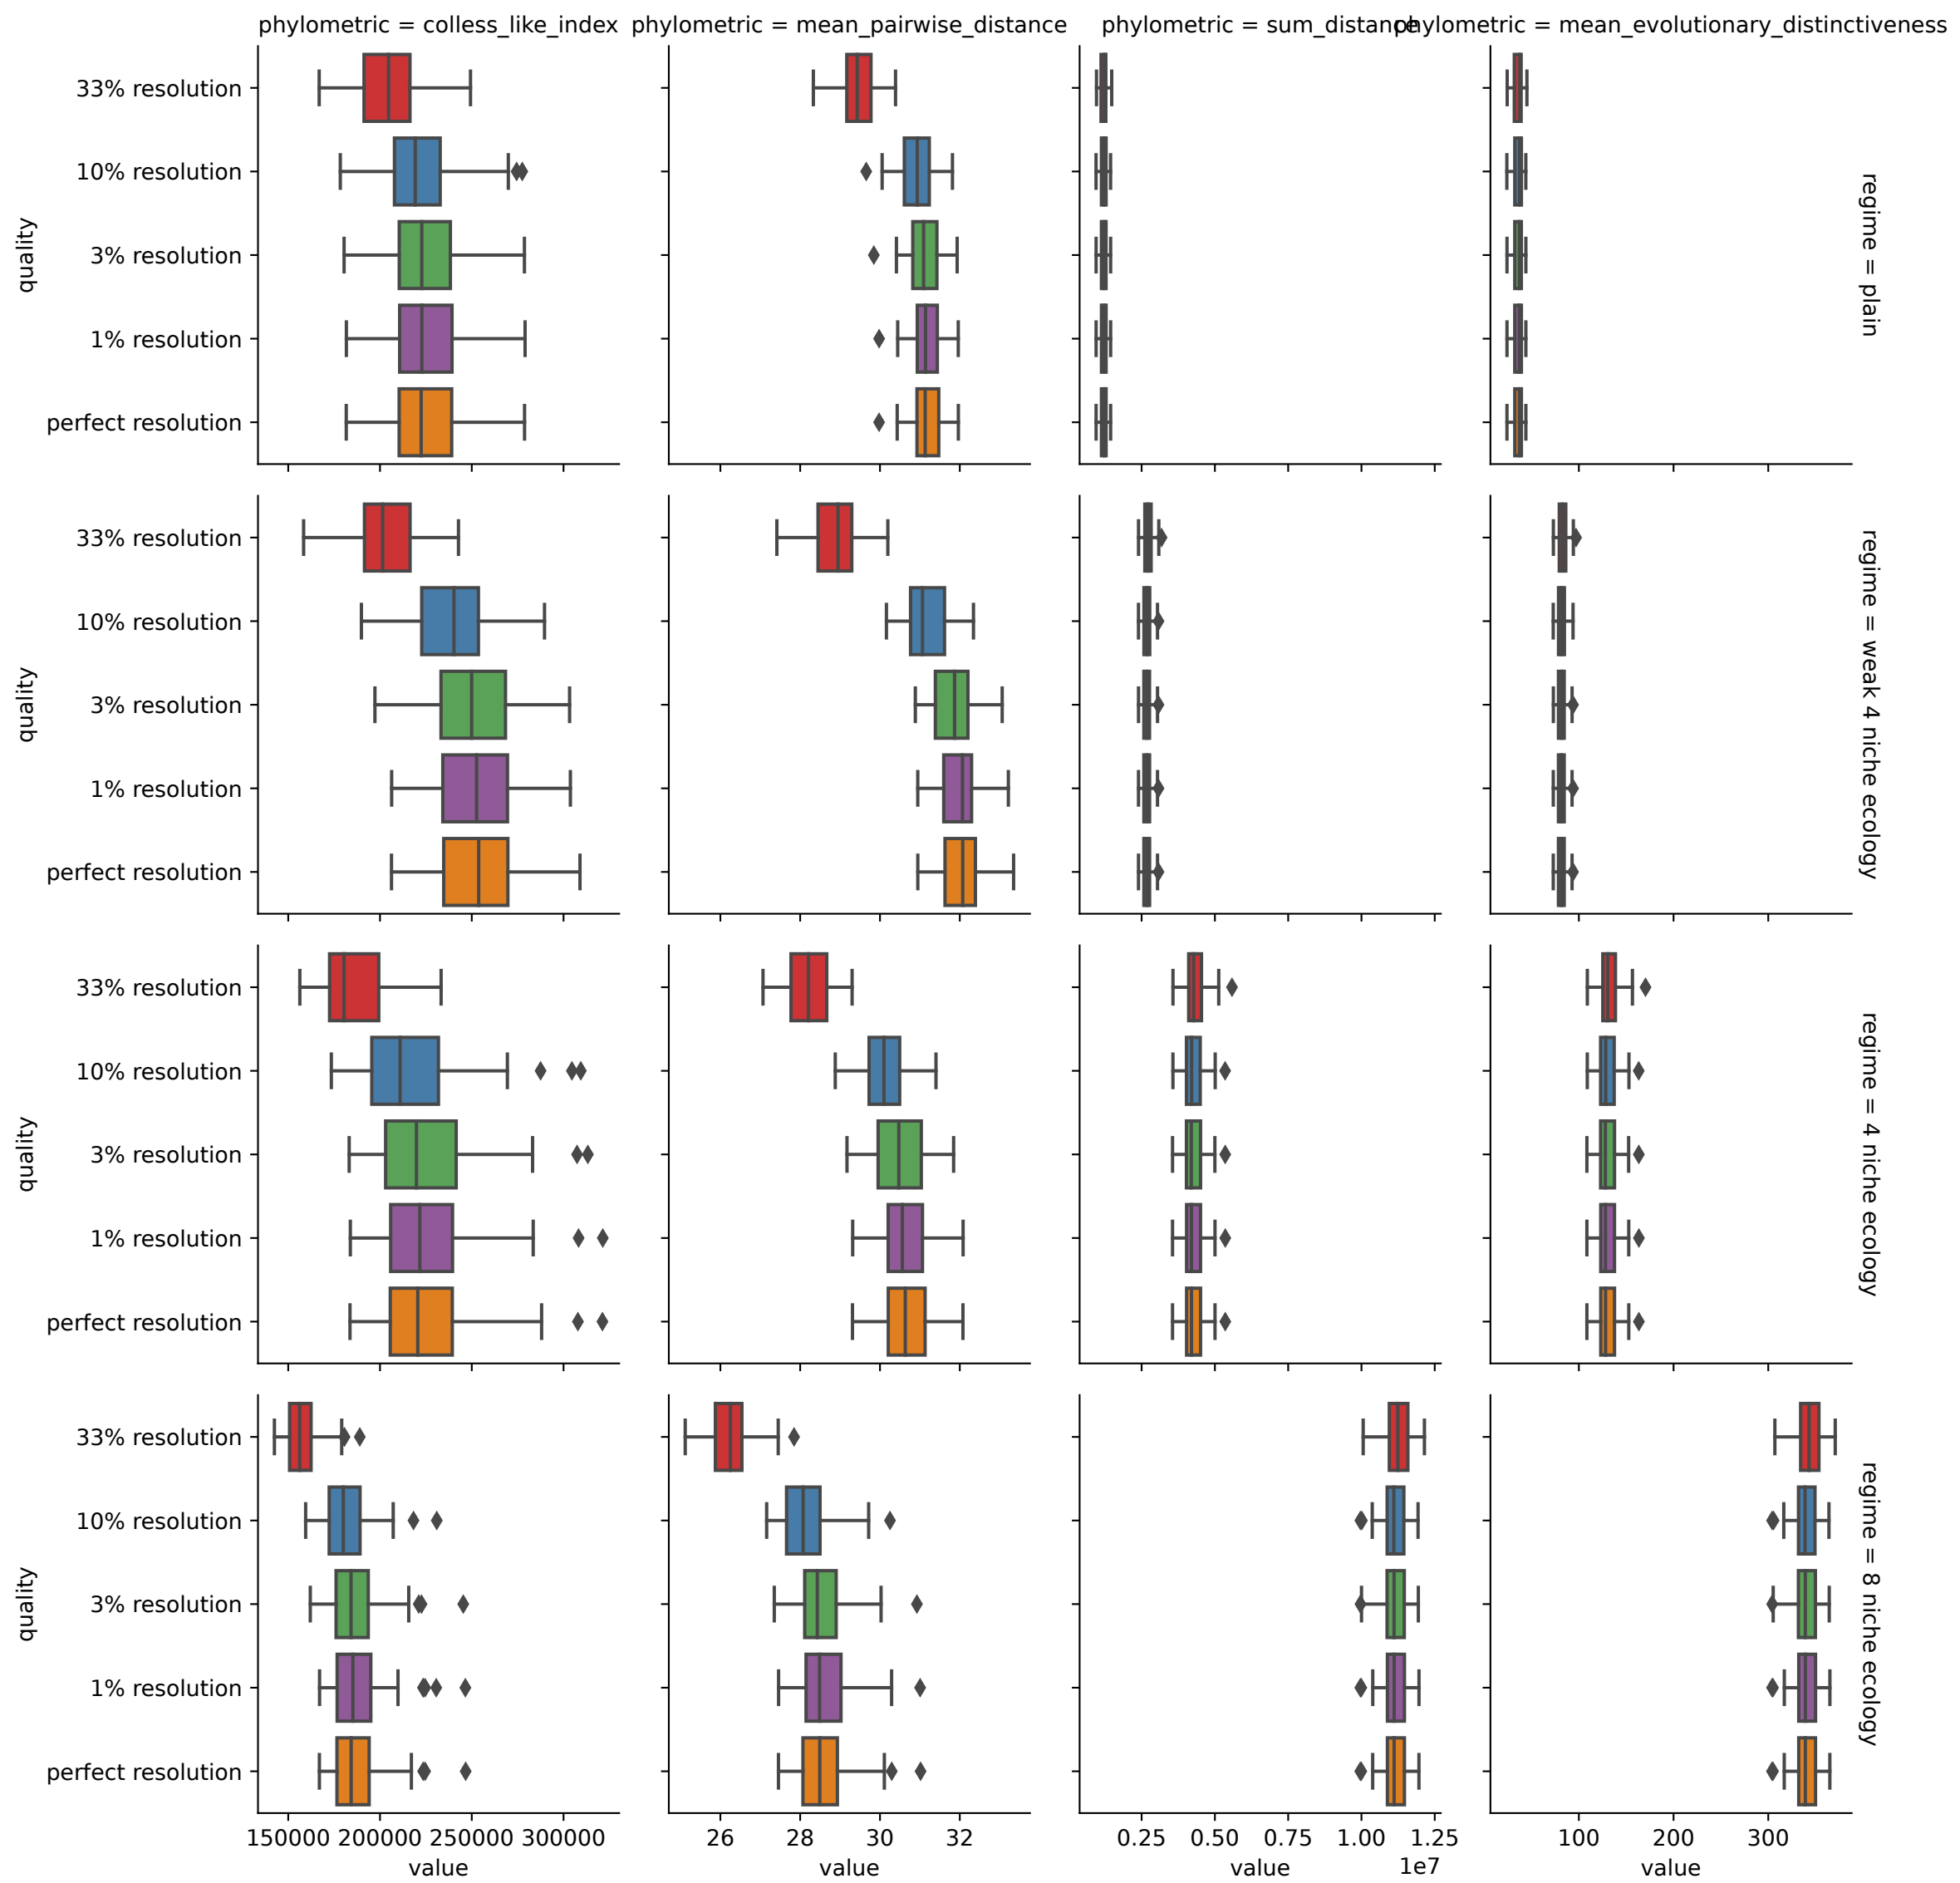 phylometric = colless_like_index
phylometric = mean_pairwise_distance
phylometric = sum_distance
phylometric = mean_evolutionary_distinctiveness
quality
33% resolution
10% resolution
3% resolution
1% resolution
perfect resolution
regime = plain
quality
33% resolution
10% resolution
3% resolution
1% resolution
perfect resolution
regime = weak 4 niche ecology
quality
33% resolution
10% resolution
3% resolution
1% resolution
perfect resolution
regime = 4 niche ecology
quality
33% resolution
10% resolution
3% resolution
1% resolution
perfect resolution
regime = 8 niche ecology
150000 200000 250000 300000
value
26 28 30 32
value
0.25 0.50 0.75 1.00 1.25
1e7
value
100 200 300
value